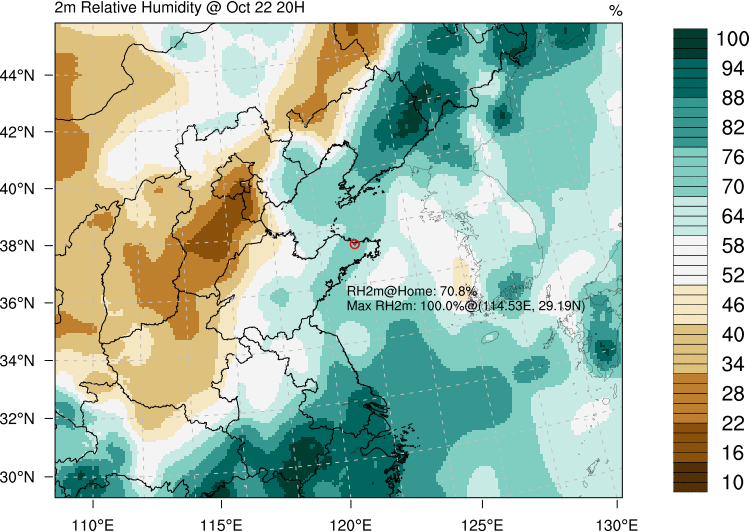 2m Relative Humidity @ Oct 22 20H
%
44°N
42°N
40°N
38°N
36°N
34°N
32°N
30°N
110°E
115°E
120°E
125°E
130°E
RH2m@Home: 70.8%
Max RH2m: 100.0%@(114.53E, 29.19N)
100
94
88
82
76
70
64
58
52
46
40
34
28
22
16
10